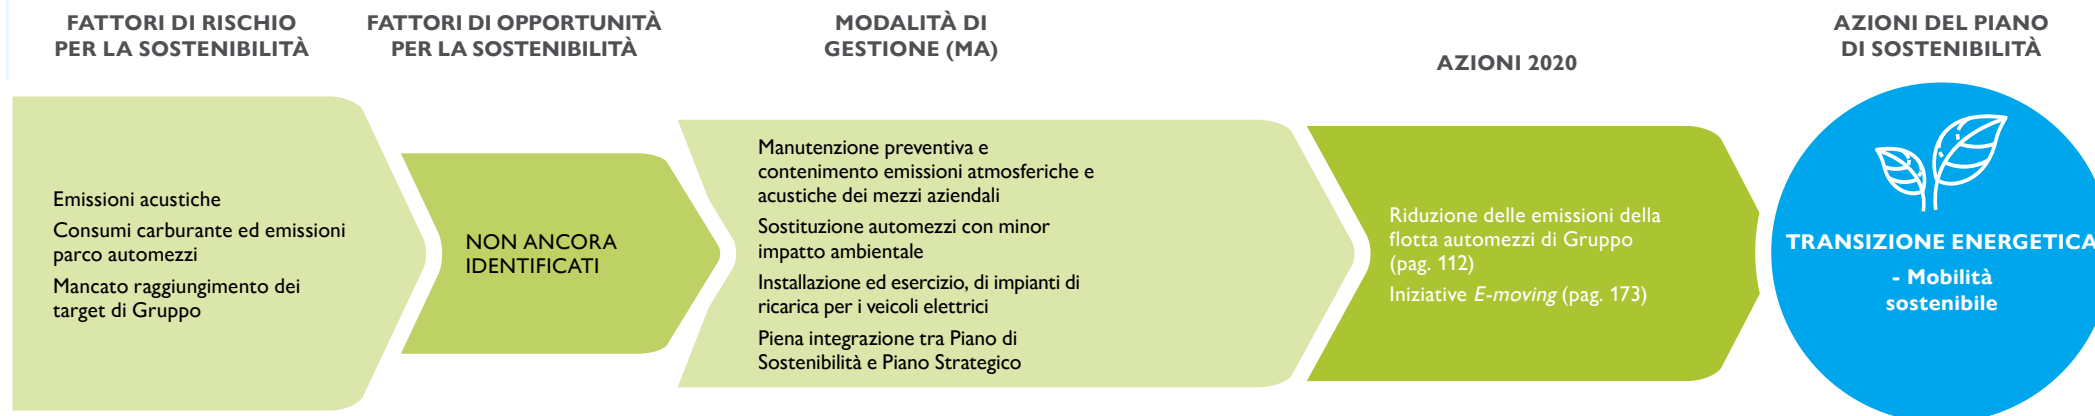 FATTORI DI RISCHIO
PER LA SOSTENIBILITÀ
FATTORI DI OPPORTUNITÀ
PER LA SOSTENIBILITÀ
MODALITÀ DI
GESTIONE (MA)
AZIONI 2020
AZIONI DEL PIANO
DI SOSTENIBILITÀ
Emissioni acustiche
Consumi carburante ed emissioni
parco automezzi
Mancato raggiungimento dei
target di Gruppo
NON ANCORA
IDENTIFICATI
Manutenzione preventiva e
contenimento emissioni atmosferiche e
acustiche dei mezzi aziendali
Sostituzione automezzi con minor
impatto ambientale
Installazione ed esercizio, di impianti di
ricarica per i veicoli elettrici
Piena integrazione tra Piano di
Sostenibilità e Piano Strategico
Riduzione delle emissioni della
flotta automezzi di Gruppo
(pag. 112)
Iniziative E-moving (pag. 173)
TRANSIZIONE ENERGETICA
- Mobilità
sostenibile